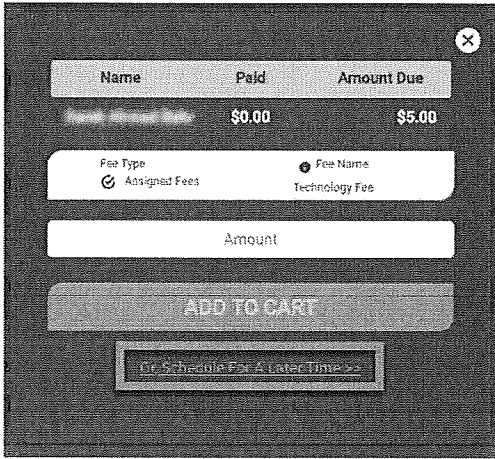 Name Paid Amount Due
$0.00 $5.00
Fee Type Fee Name
Assigned Fees Technology Fee
Amount
ADD TO CART
Or Schedule For A Later Time >>